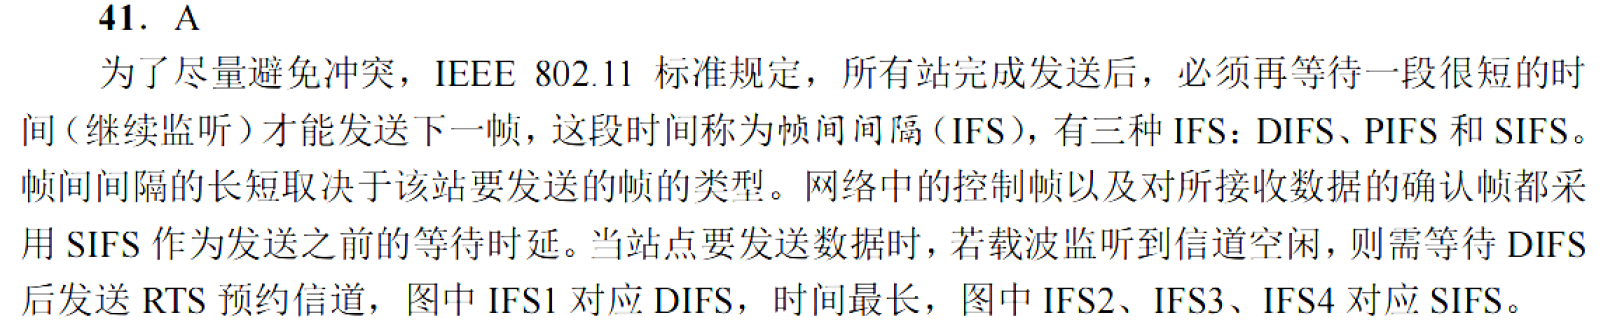 41. A
为了尽量避免冲突，IEEE 802.11 标准规定，所有站完成发送后，必须再等待一段很短的时
间（继续监听）才能发送下一帧，这段时间称为帧间间隔（IFS），有三种 IFS：DIFS、PIFS 和 SIFS。
帧间间隔的长短取决于该站要发送的帧的类型。网络中的控制帧以及对所接收数据的确认帧都采
用 SIFS 作为发送之前的等待时延。当站点要发送数据时，若载波监听到信道空闲，则需等待 DIFS
后发送 RTS 预约信道，图中 IFS1 对应 DIFS，时间最长，图中 IFS2、IFS3、IFS4 对应 SIFS。